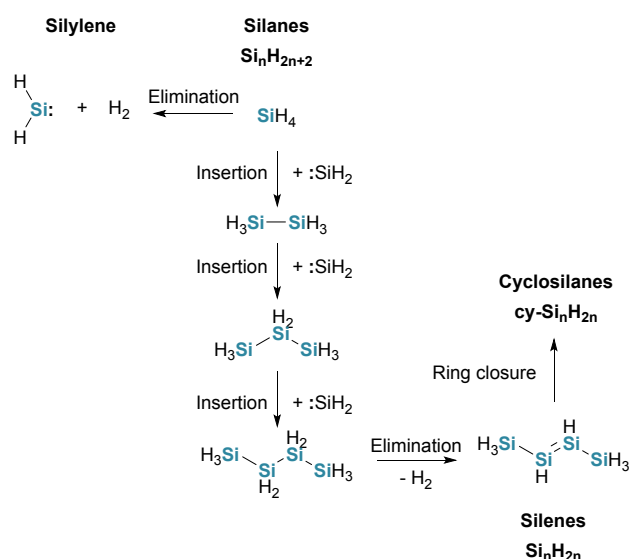 Silylene
Silanes
SiₙH₂ₙ₊₂
H
Si:
H
+ H₂
Elimination
SiH₄
Insertion + :SiH₂
H₃Si—SiH₃
Insertion + :SiH₂
H₂
Si
H₃Si SiH₃
Insertion + :SiH₂
H₂
H₃Si Si
Si SiH₃
H₂
Elimination
- H₂
Cyclosilanes
cy-SiₙH₂ₙ
Ring closure
H
H₃Si Si
Si SiH₃
H
Silenes
SiₙH₂ₙ